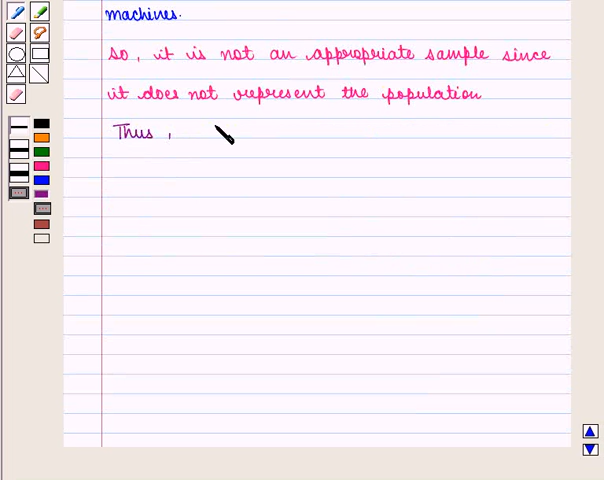 machines.
So, it is not an appropriate sample since
it does not represent the population
Thus,